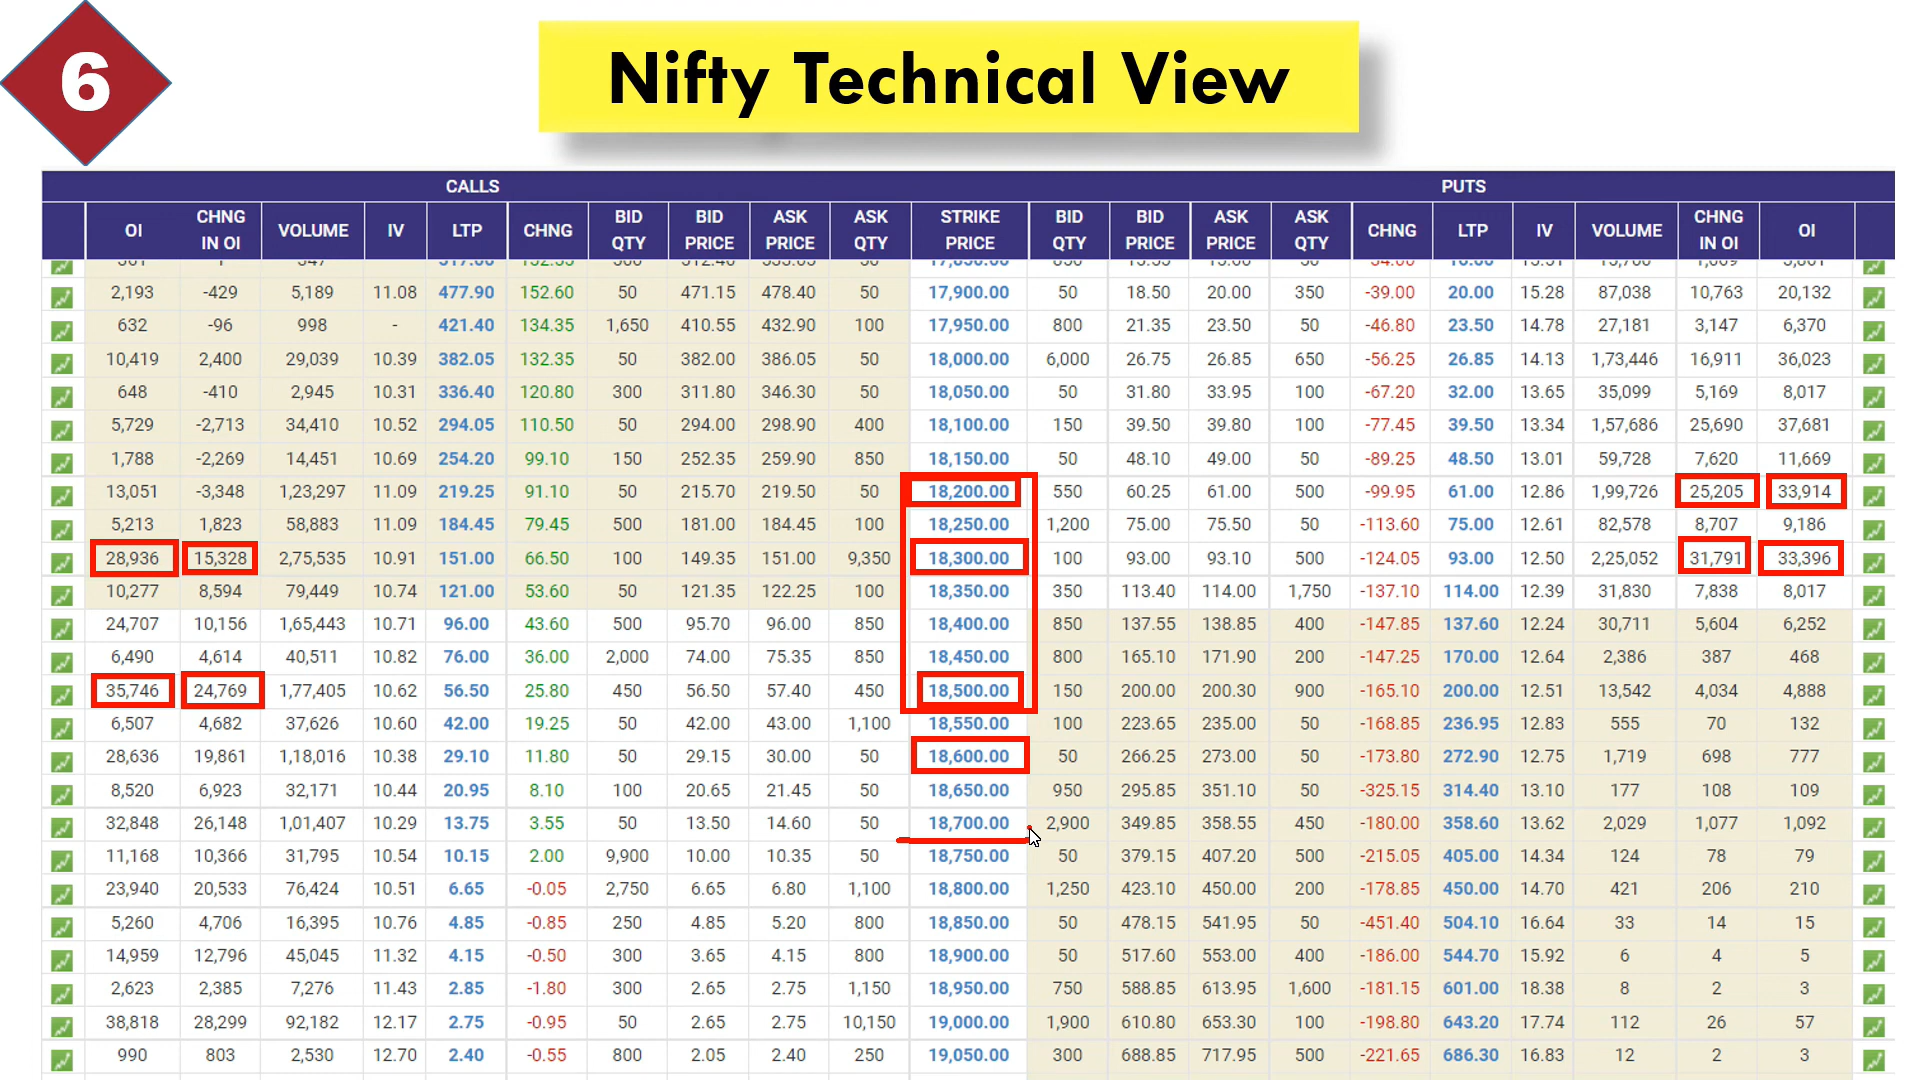 6
Nifty Technical View
CALLS PUTS
OI CHNG IN OI VOLUME IV LTP CHNG BID QTY BID PRICE ASK PRICE ASK QTY STRIKE PRICE BID QTY BID PRICE ASK PRICE ASK QTY CHNG LTP IV VOLUME CHNG IN OI OI
2,193 -429 5,189 11.08 477.90 152.60 50 471.15 478.40 50 17,900.00 50 18.50 20.00 350 -39.00 20.00 15.28 87,038 10,763 20,132
632 -96 998 - 421.40 134.35 1,650 410.55 432.90 100 17,950.00 800 21.35 23.50 50 -46.80 23.50 14.78 27,181 3,147 6,370
10,419 2,400 29,039 10.39 382.05 132.35 50 382.00 386.05 50 18,000.00 6,000 26.75 26.85 650 -56.25 26.85 14.13 1,73,446 16,911 36,023
648 -410 2,945 10.31 336.40 120.80 300 311.80 346.30 50 18,050.00 50 31.80 33.95 100 -67.20 32.00 13.65 35,099 5,169 8,017
5,729 -2,713 34,410 10.52 294.05 110.50 50 294.00 298.90 400 18,100.00 150 39.50 39.80 100 -77.45 39.50 13.34 1,57,686 25,690 37,681
1,788 -2,269 14,451 10.69 254.20 99.10 150 252.35 259.90 850 18,150.00 50 48.10 49.00 50 -89.25 48.50 13.01 59,728 7,620 11,669
13,051 -3,348 1,23,297 11.09 219.25 91.10 50 215.70 219.50 50 18,200.00 550 60.25 61.00 500 -99.95 61.00 12.86 1,99,726 25,205 33,914
5,213 1,823 58,883 11.09 184.45 79.45 500 181.00 184.45 100 18,250.00 1,200 75.00 75.50 50 -113.60 75.00 12.61 82,578 8,707 9,186
28,936 15,328 2,75,535 10.91 151.00 66.50 100 149.35 151.00 9,350 18,300.00 100 93.00 93.10 500 -124.05 93.00 12.50 2,25,052 31,791 33,396
10,277 8,594 79,449 10.74 121.00 53.60 50 121.35 122.25 100 18,350.00 350 113.40 114.00 1,750 -137.10 114.00 12.39 31,830 7,838 8,017
24,707 10,156 1,65,443 10.71 96.00 43.60 500 95.70 96.00 850 18,400.00 850 137.55 138.85 400 -147.85 137.60 12.24 30,711 5,604 6,252
6,490 4,614 40,511 10.82 76.00 36.00 2,000 74.00 75.35 850 18,450.00 800 165.10 171.90 200 -147.25 170.00 12.64 2,386 387 468
35,746 24,769 1,77,405 10.62 56.50 25.80 450 56.50 57.40 450 18,500.00 150 200.00 200.30 900 -165.10 200.00 12.51 13,542 4,034 4,888
6,507 4,682 37,626 10.60 42.00 19.25 50 42.00 43.00 1,100 18,550.00 100 223.65 235.00 50 -168.85 236.95 12.83 555 70 132
28,636 19,861 1,18,016 10.38 29.10 11.80 50 29.15 30.00 50 18,600.00 50 266.25 273.00 50 -173.80 272.90 12.75 1,719 698 777
8,520 6,923 32,171 10.44 20.95 8.10 100 20.65 21.45 50 18,650.00 950 295.85 351.10 50 -325.15 314.40 13.10 177 108 109
32,848 26,148 1,01,407 10.29 13.75 3.55 50 13.50 14.60 50 18,700.00 2,900 349.85 358.55 450 -180.00 358.60 13.62 2,029 1,077 1,092
11,168 10,366 31,795 10.54 10.15 2.00 9,900 10.00 10.35 50 18,750.00 50 379.15 407.20 500 -215.05 405.00 14.34 124 78 79
23,940 20,533 76,424 10.51 6.65 -0.05 2,750 6.65 6.80 1,100 18,800.00 1,250 423.10 450.00 200 -178.85 450.00 14.70 421 206 210
5,260 4,706 16,395 10.76 4.85 -0.85 250 4.85 5.20 800 18,850.00 50 478.15 541.95 50 -451.40 504.10 16.64 33 14 15
14,959 12,796 45,045 11.32 4.15 -0.50 300 3.65 4.15 800 18,900.00 50 517.60 553.00 400 -186.00 544.70 15.92 6 4 5
2,623 2,385 7,276 11.43 2.85 -1.80 300 2.65 2.75 1,150 18,950.00 750 588.85 613.95 1,600 -181.15 601.00 18.38 8 2 3
38,818 28,299 92,182 12.17 2.75 -0.95 50 2.65 2.75 10,150 19,000.00 1,900 610.80 653.30 100 -198.80 643.20 17.74 112 26 57
990 803 2,530 12.70 2.40 -0.55 800 2.05 2.40 250 19,050.00 300 688.85 717.95 500 -221.65 686.30 16.83 12 2 3